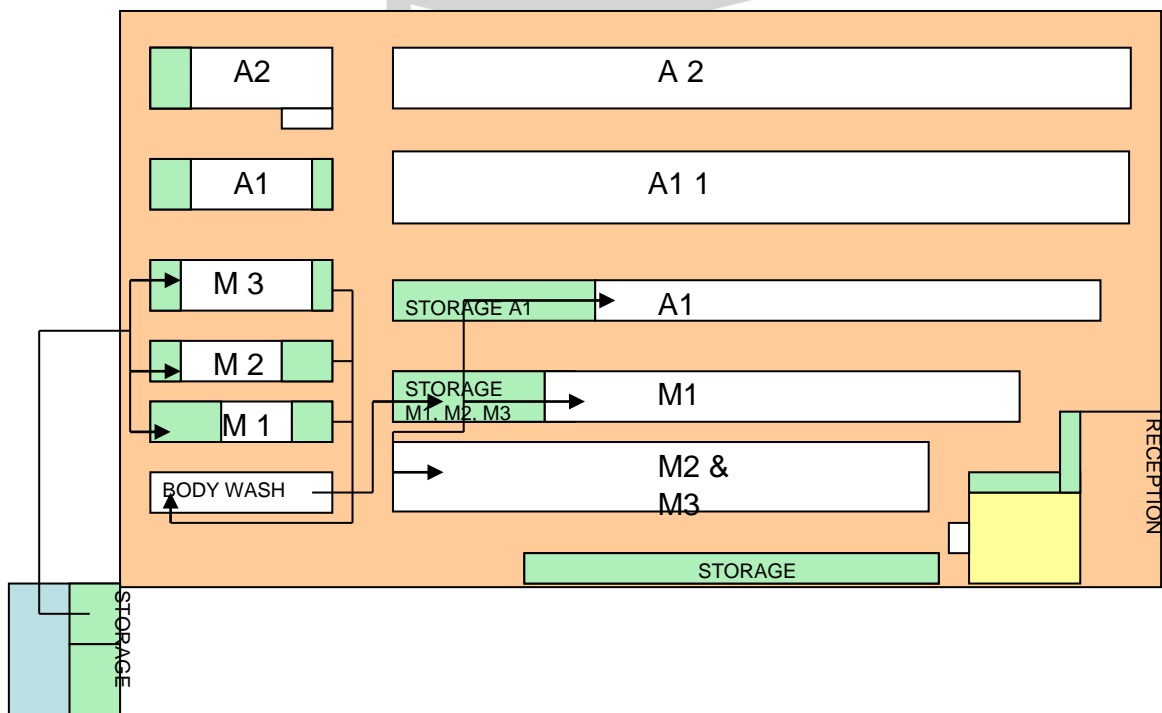 A2
A 2
A1
A1 1
M 3
STORAGE A1
A1
M 2
STORAGE
M1, M2, M3
M1
M 1
BODY WASH
M2 &
M3
RECEPTION
STORAGE
STORAGE